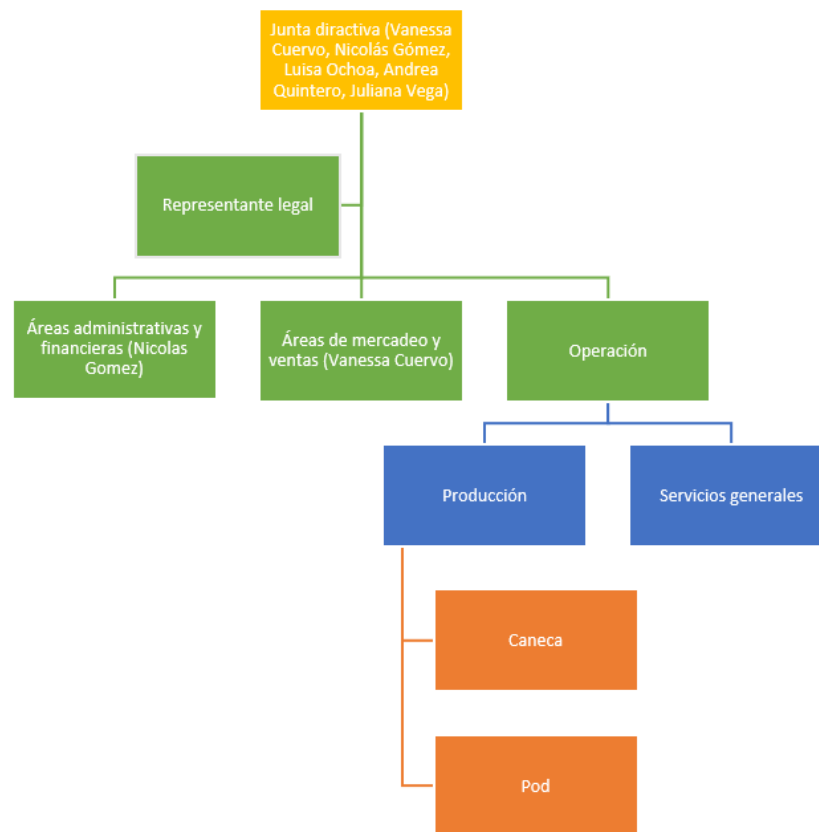 Junta diractiva (Vanessa
Cuervo, Nicolás Gómez,
Luisa Ochoa, Andrea
Quintero, Juliana Vega)
Representante legal
Áreas administrativas y
financieras (Nicolas
Gomez)
Áreas de mercadeo y
ventas (Vanessa Cuervo)
Operación
Producción
Servicios generales
Caneca
Pod